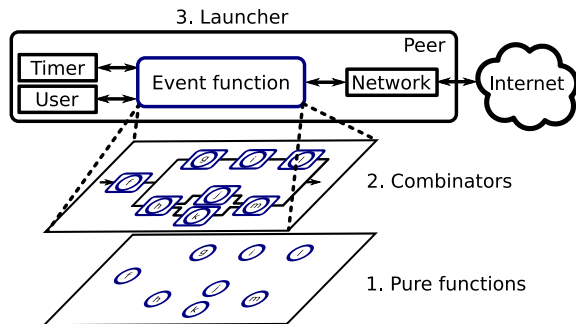 3. Launcher
Peer
Timer
User
Event function
Network
Internet
g i l
f
h j m
k
2. Combinators
g i l
f
h j m
k
1. Pure functions